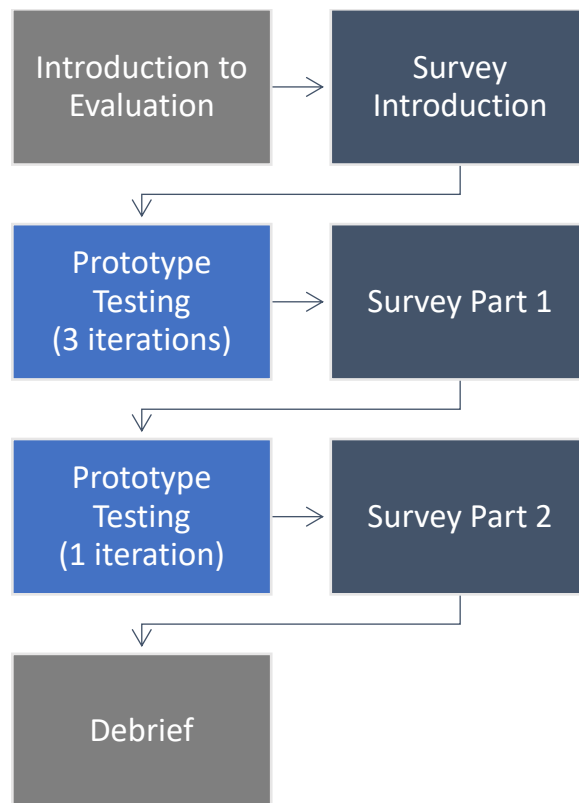 Introduction to
Evaluation
Survey
Introduction
Prototype
Testing
(3 iterations)
Survey Part 1
Prototype
Testing
(1 iteration)
Survey Part 2
Debrief